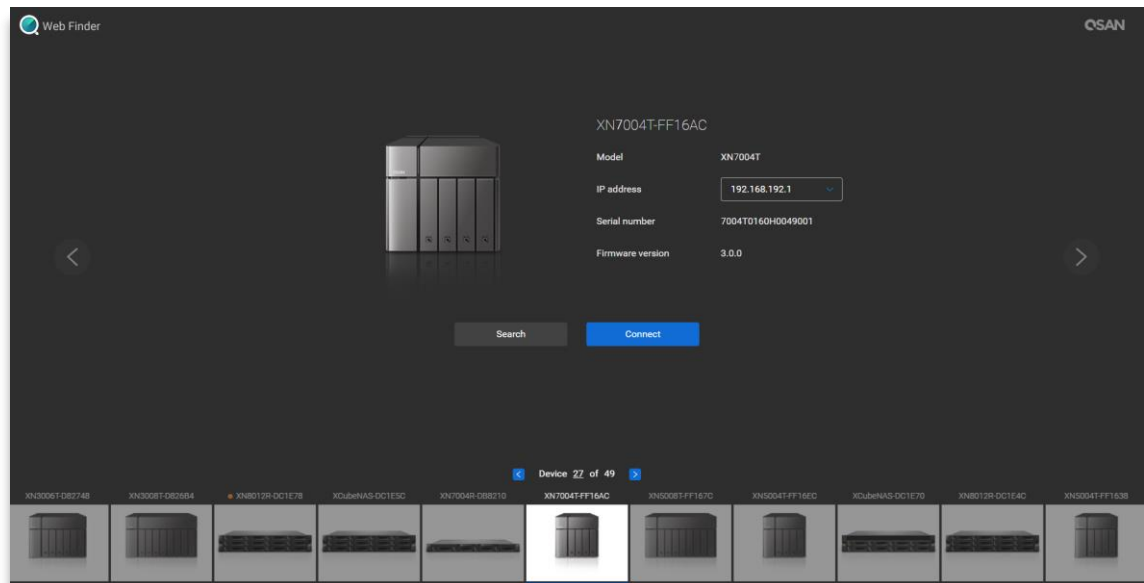 Web Finder
QSAN
XN7004T-FF16AC
Model XN7004T
IP address 192.168.192.1
Serial number 7004T0160H0049001
Firmware version 3.0.0
Search Connect
Device 27 of 49
XN3006T-D82748 XN3008T-D826B4 XN8012R-DC1E78 XCubeNAS-DC1E5C XN7004R-DB8210 XN7004T-FF16AC XN5008T-FF167C XN5004T-FF16EC XCubeNAS-DC1E70 XN8012R-DC1E4C XN5004T-FF1638